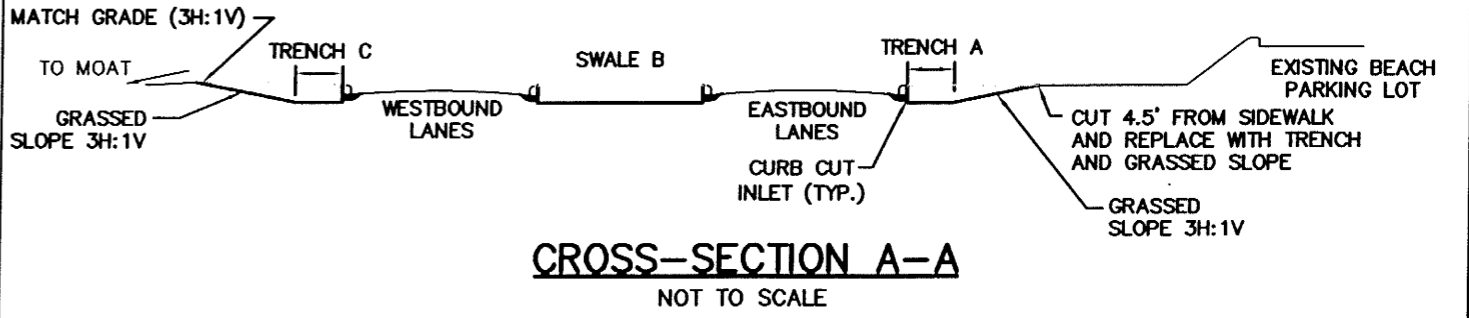 MATCH GRADE (3H:1V)
TO MOAT
TRENCH C
SWALE B
TRENCH A
EXISTING BEACH
PARKING LOT
GRASSED
SLOPE 3H:1V
WESTBOUND
LANES
EASTBOUND
LANES
CUT 4.5' FROM SIDEWALK
AND REPLACE WITH TRENCH
AND GRASSED SLOPE
CURB CUT
INLET (TYP.)
GRASSED
SLOPE 3H:1V
CROSS-SECTION A-A
NOT TO SCALE